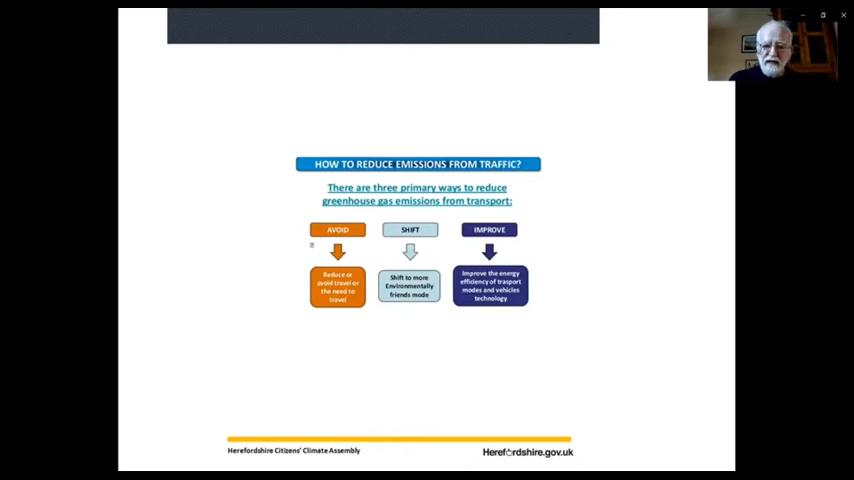 HOW TO REDUCE EMISSIONS FROM TRAFFIC?
There are three primary ways to reduce
greenhouse gas emissions from transport:
AVOID
SHIFT
IMPROVE
Reduce or
avoid travel or
the need to
travel
Shift to more
Environmentally
friends mode
Improve the energy
efficiency of trasport
modes and vehicles
technology
Herefordshire Citizens' Climate Assembly
Herefordshire.gov.uk